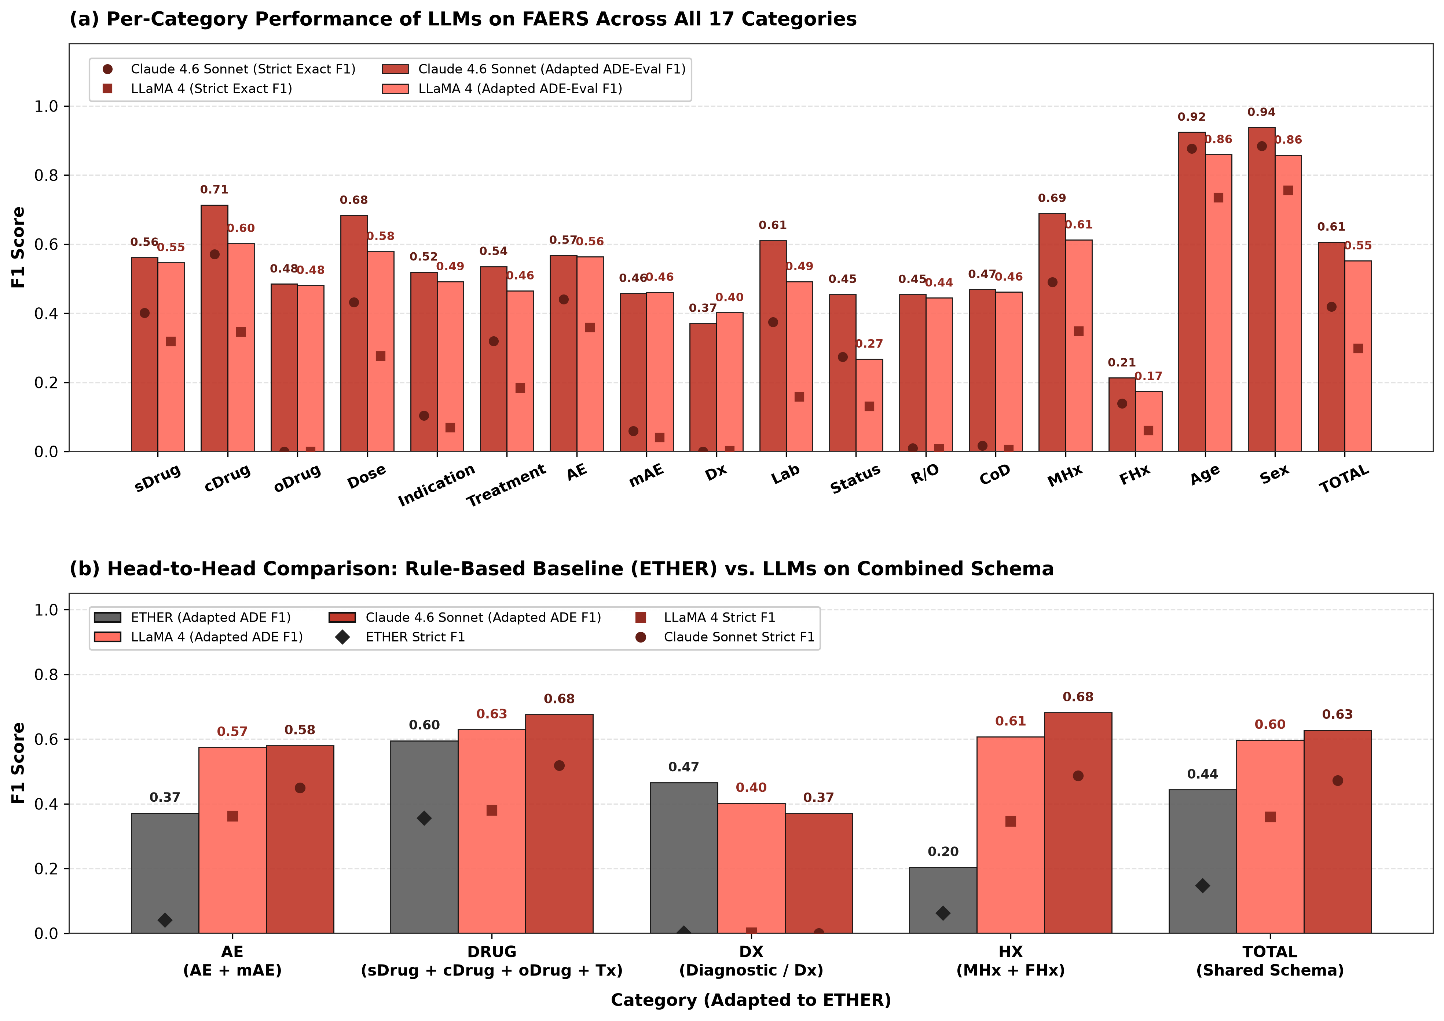 (a) Per-Category Performance of LLMs on FAERS Across All 17 Categories
Claude 4.6 Sonnet (Strict Exact F1)
LLaMA 4 (Strict Exact F1)
Claude 4.6 Sonnet (Adapted ADE-Eval F1)
LLaMA 4 (Adapted ADE-Eval F1)
F1 Score
1.0
0.8
0.6
0.4
0.2
0.0
0.56 0.55
0.71 0.60
0.48 0.48
0.68 0.58
0.52 0.49
0.54 0.46
0.57 0.56
0.46 0.46
0.37 0.40
0.61 0.49
0.45 0.27
0.45 0.44
0.47 0.46
0.69 0.61
0.21 0.17
0.92 0.86
0.94 0.86
0.61 0.55
sDrug
cDrug
oDrug
Dose
Indication
Treatment
AE
mAE
Dx
Lab
Status
R/O
CoD
MHx
FHx
Age
Sex
TOTAL
(b) Head-to-Head Comparison: Rule-Based Baseline (ETHER) vs. LLMs on Combined Schema
ETHER (Adapted ADE F1)
LLaMA 4 (Adapted ADE F1)
Claude 4.6 Sonnet (Adapted ADE F1)
ETHER Strict F1
LLaMA 4 Strict F1
Claude Sonnet Strict F1
F1 Score
1.0
0.8
0.6
0.4
0.2
0.0
0.37 0.57 0.58
0.60 0.63 0.68
0.47 0.40 0.37
0.20 0.61 0.68
0.44 0.60 0.63
AE
(AE + mAE)
DRUG
(sDrug + cDrug + oDrug + Tx)
DX
(Diagnostic / Dx)
HX
(MHx + FHx)
TOTAL
(Shared Schema)
Category (Adapted to ETHER)